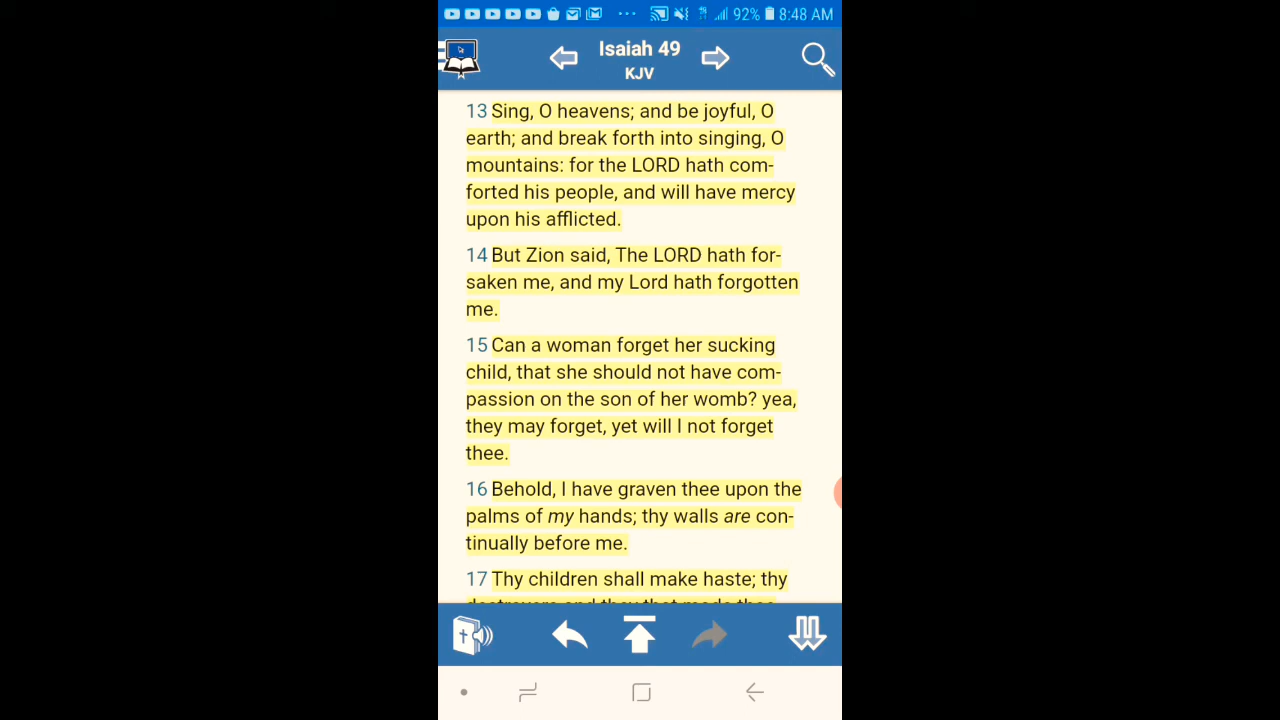 92% 8:48 AM
Isaiah 49
KJV
13 Sing, O heavens; and be joyful, O
earth; and break forth into singing, O
mountains: for the LORD hath com-
forted his people, and will have mercy
upon his afflicted.
14 But Zion said, The LORD hath for-
saken me, and my Lord hath forgotten
me.
15 Can a woman forget her sucking
child, that she should not have com-
passion on the son of her womb? yea,
they may forget, yet will I not forget
thee.
16 Behold, I have graven thee upon the
palms of my hands; thy walls are con-
tinually before me.
17 Thy children shall make haste; thy